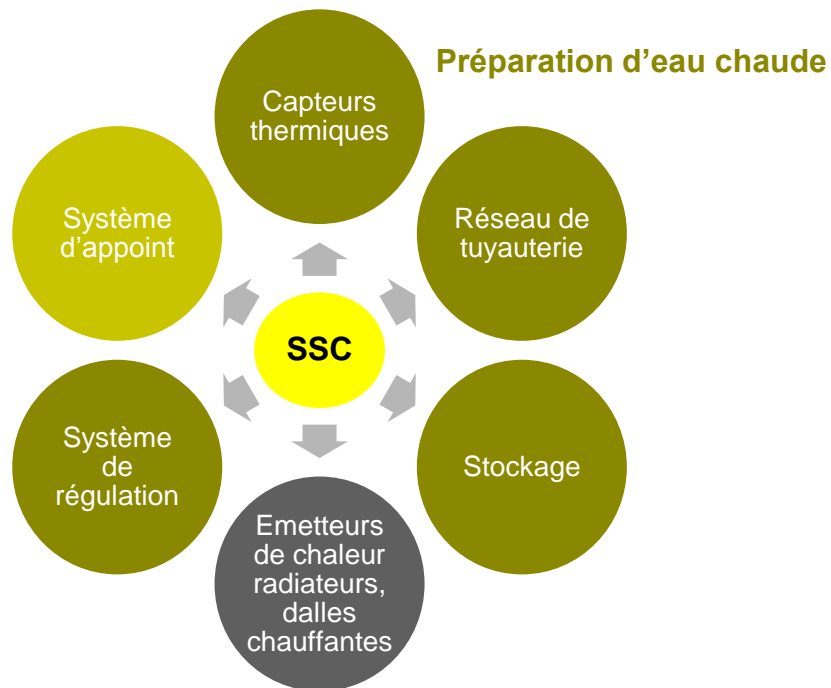 Préparation d’eau chaude
Capteurs
thermiques
Réseau de
tuyauterie
Stockage
Emetteurs
de chaleur
radiateurs,
dalles
chauffantes
Système
de
régulation
Système
d’appoint
SSC